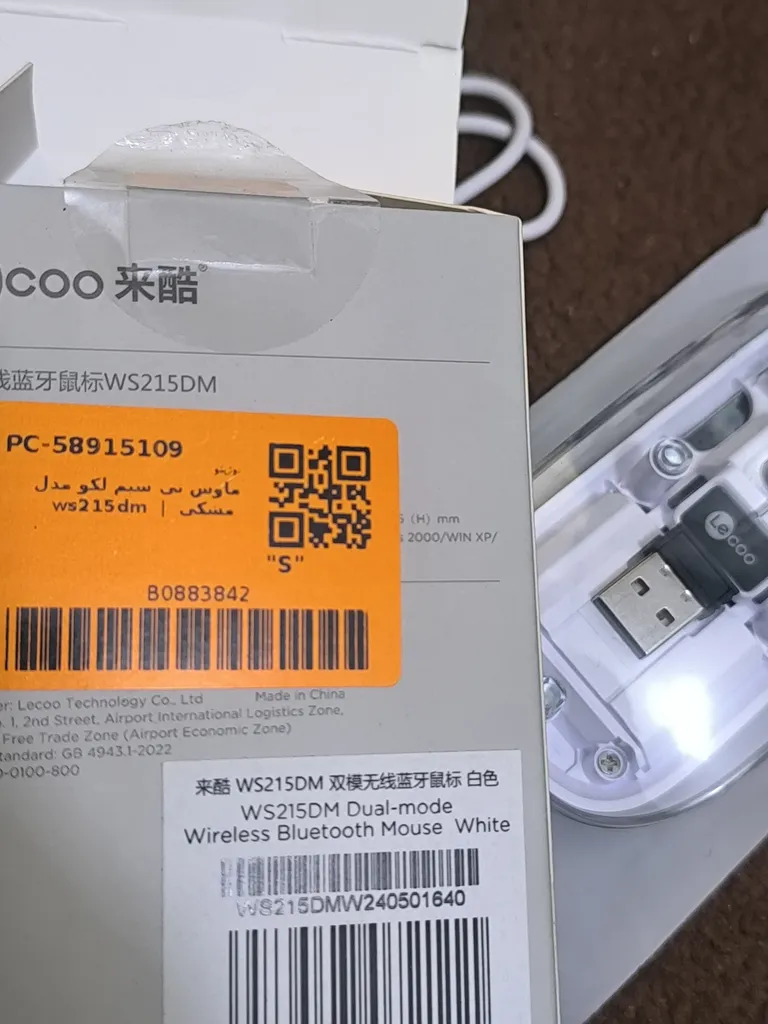 coo 来酷®
线蓝牙鼠标WS215DM
PC-58915109
ماوس بی سیم لکو مدل
ws215dm | مشکی
"S"
B0883842
(H) mm
2000/WIN XP/
er: Lecoo Technology Co., Ltd Made in China
. 1, 2nd Street, Airport International Logistics Zone,
Free Trade Zone (Airport Economic Zone)
Standard: GB 4943.1-2022
0-0100-800
来酷 WS215DM 双模无线蓝牙鼠标 白色
WS215DM Dual-mode
Wireless Bluetooth Mouse White
WS215DMW240501640
Lecoo